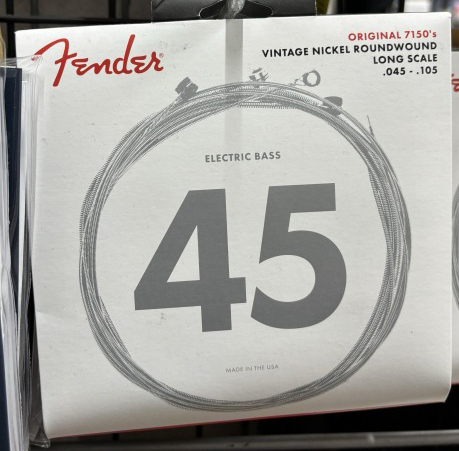 Fender
ORIGINAL 7150's
VINTAGE NICKEL ROUNDWOUND
LONG SCALE
.045 - .105
ELECTRIC BASS
45
MADE IN THE USA